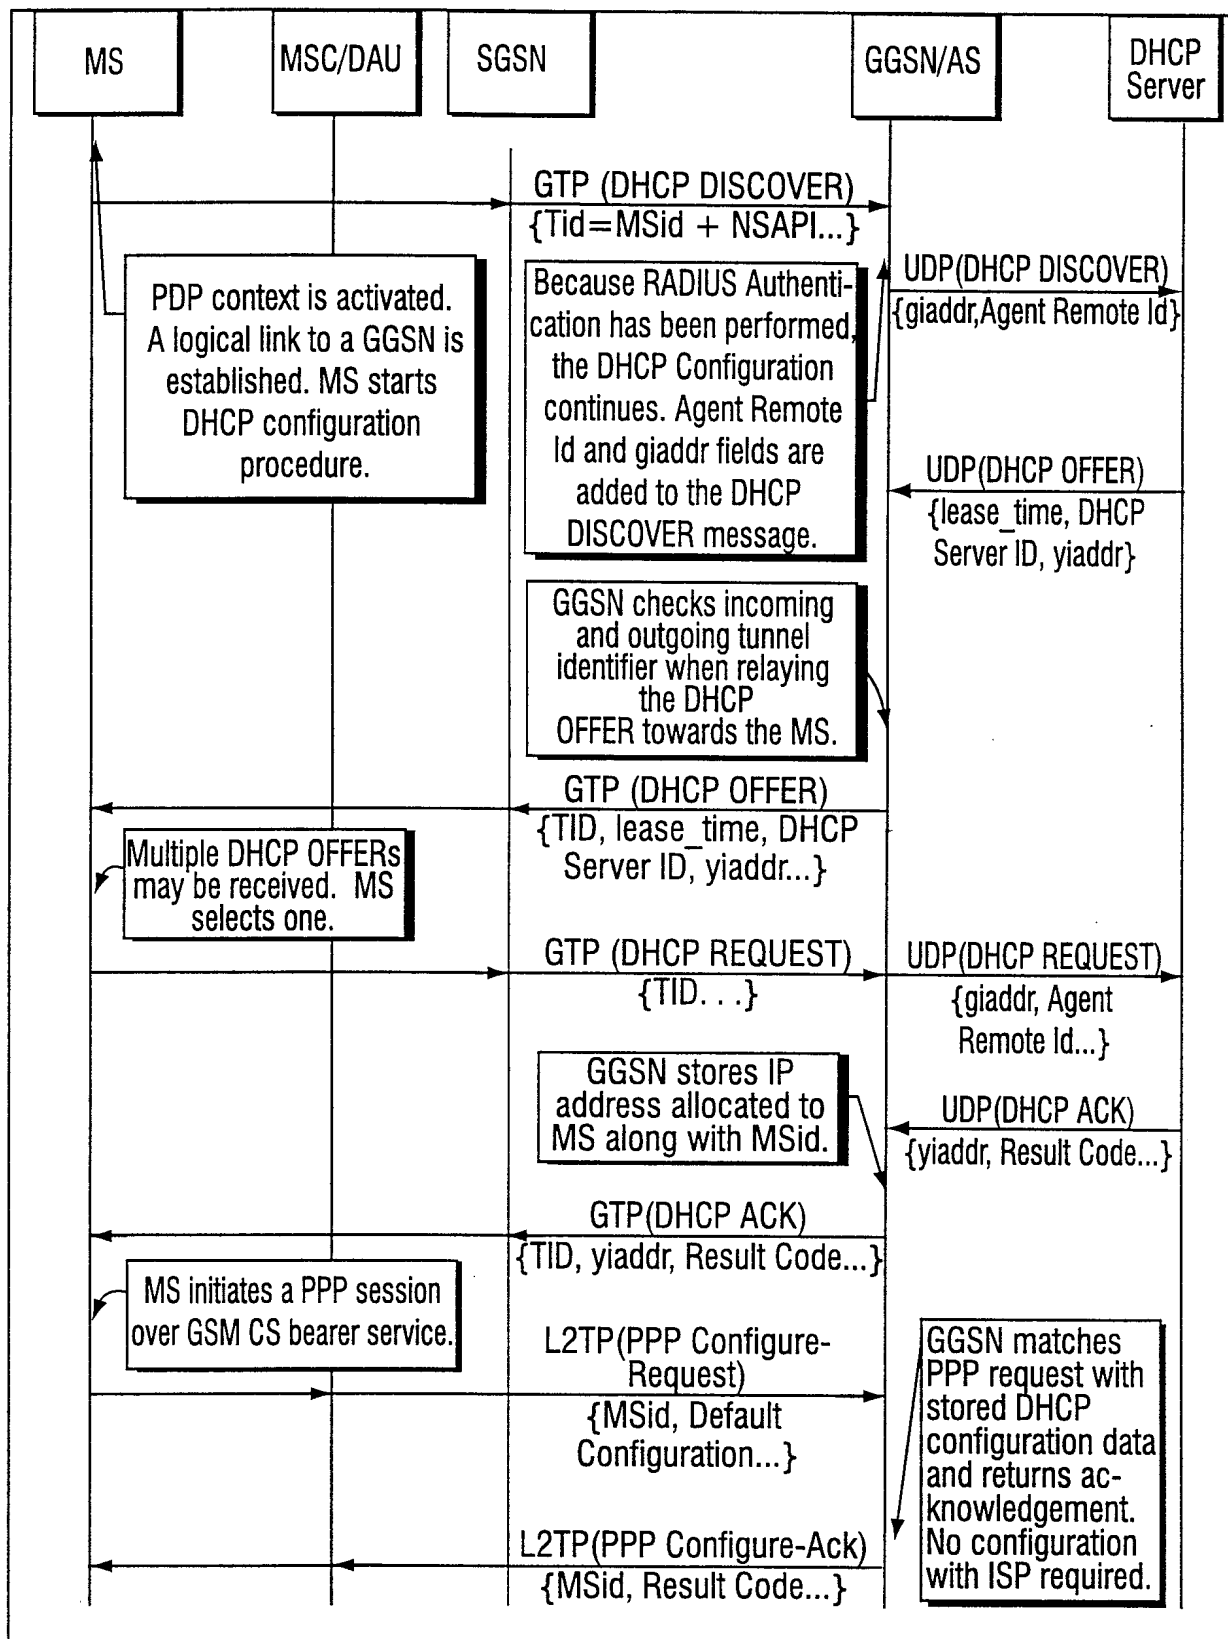 MS
MSC/DAU
SGSN
GGSN/AS
DHCP
Server
GTP (DHCP DISCOVER)
{Tid=MSid + NSAPI...}
PDP context is activated.
A logical link to a GGSN is
established. MS starts
DHCP configuration
procedure.
Because RADIUS Authenti-
cation has been performed,
the DHCP Configuration
continues. Agent Remote
Id and giaddr fields are
added to the DHCP
DISCOVER message.
UDP(DHCP DISCOVER)
{giaddr,Agent Remote Id}
UDP(DHCP OFFER)
{lease_time, DHCP
Server ID, yiaddr}
GGSN checks incoming
and outgoing tunnel
identifier when relaying
the DHCP
OFFER towards the MS.
GTP (DHCP OFFER)
{TID, lease_time, DHCP
Server ID, yiaddr...}
Multiple DHCP OFFERs
may be received. MS
selects one.
GTP (DHCP REQUEST)
{TID. . .}
UDP(DHCP REQUEST)
{giaddr, Agent
Remote Id...}
GGSN stores IP
address allocated to
MS along with MSid.
UDP(DHCP ACK)
{yiaddr, Result Code...}
GTP(DHCP ACK)
{TID, yiaddr, Result Code...}
MS initiates a PPP session
over GSM CS bearer service.
L2TP(PPP Configure-
Request)
{MSid, Default
Configuration...}
GGSN matches
PPP request with
stored DHCP
configuration data
and returns ac-
knowledgement.
No configuration
with ISP required.
L2TP(PPP Configure-Ack)
{MSid, Result Code...}